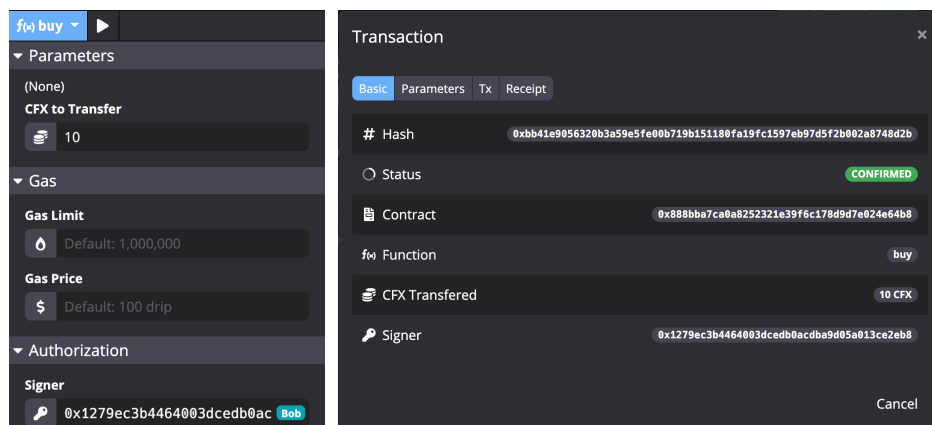 f(x) buy
Parameters
(None)
CFX to Transfer
10
Gas
Gas Limit
Default: 1,000,000
Gas Price
Default: 100 drip
Authorization
Signer
0x1279ec3b4464003dcedb0ac Bob
Transaction
Basic Parameters Tx Receipt
# Hash 0xbb41e9056320b3a59e5fe00b719b151180fa19fc1597eb97d5f2b002a8748d2b
Status CONFIRMED
Contract 0x888bba7ca0a8252321e39f6c178d9d7e024e64b8
f(x) Function buy
CFX Transfered 10 CFX
Signer 0x1279ec3b4464003dcedb0acdba9d05a013ce2eb8
Cancel